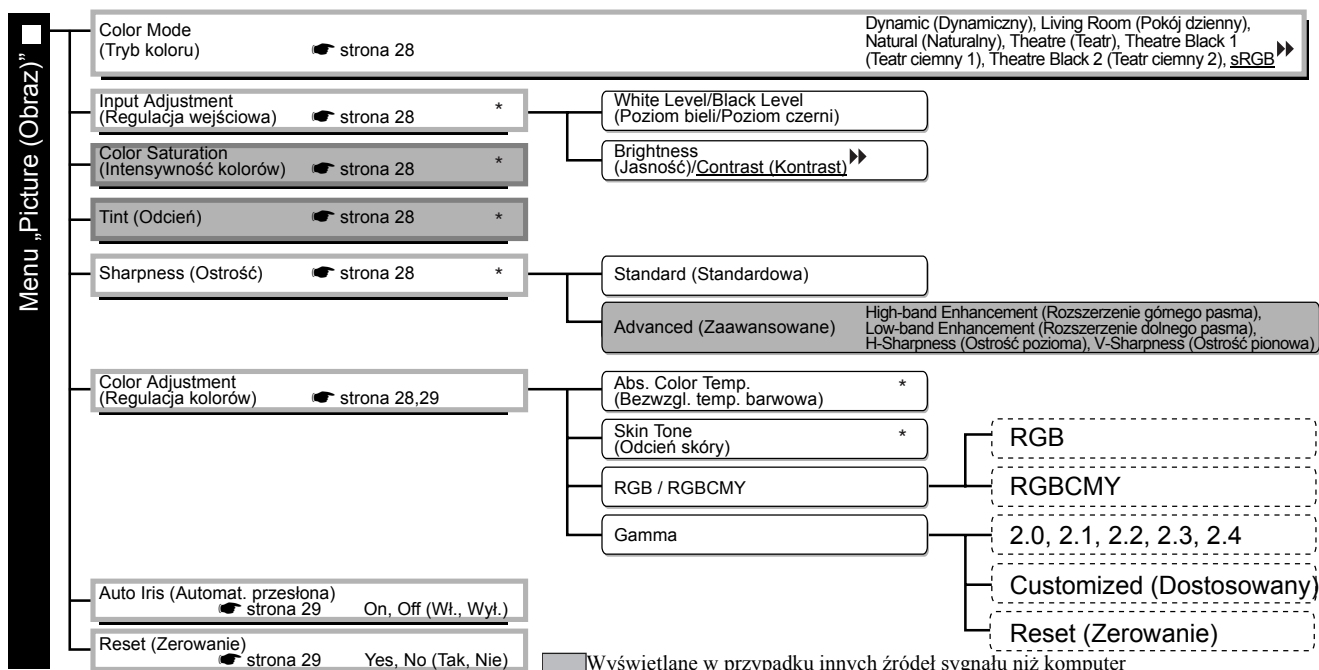 Menu „Picture (Obraz)”
Color Mode
(Tryb koloru) ☛ strona 28
Dynamic (Dynamiczny), Living Room (Pokój dzienny),
Natural (Naturalny), Theatre (Teatr), Theatre Black 1
(Teatr ciemny 1), Theatre Black 2 (Teatr ciemny 2), sRGB
Input Adjustment
(Regulacja wejściowa) ☛ strona 28 *
White Level/Black Level
(Poziom bieli/Poziom czerni)
Brightness
(Jasność)/Contrast (Kontrast)
Color Saturation
(Intensywność kolorów) ☛ strona 28 *
Tint (Odcień) ☛ strona 28 *
Sharpness (Ostrość) ☛ strona 28 *
Standard (Standardowa)
Advanced (Zaawansowane)
High-band Enhancement (Rozszerzenie górnego pasma),
Low-band Enhancement (Rozszerzenie dolnego pasma),
H-Sharpness (Ostrość pozioma), V-Sharpness (Ostrość pionowa)
Color Adjustment
(Regulacja kolorów) ☛ strona 28,29
Abs. Color Temp. *
(Bezwzgl. temp. barwowa)
Skin Tone *
(Odcień skóry)
RGB / RGBCMY
RGB
RGBCMY
Gamma
2.0, 2.1, 2.2, 2.3, 2.4
Customized (Dostosowany)
Reset (Zerowanie)
Auto Iris (Automat. przesłona)
☛ strona 29 On, Off (Wł., Wył.)
Reset (Zerowanie)
☛ strona 29 Yes, No (Tak, Nie)
Wyświetlane w przypadku innych źródeł sygnału niż komputer